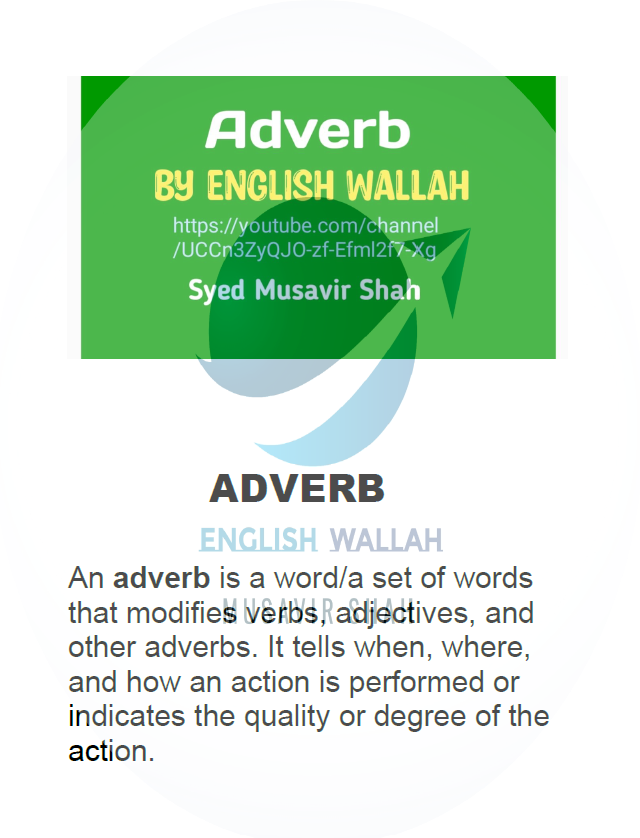 Adverb
BY ENGLISH WALLAH
https://youtube.com/channel
/UCCn3ZyQJO-zf-Efml2f7-Xg
Syed Musavir Shah
ADVERB
ENGLISH WALLAH
An adverb is a word/a set of words
MUSAVIR SHAH
that modifies verbs, adjectives, and
other adverbs. It tells when, where,
and how an action is performed or
indicates the quality or degree of the
action.